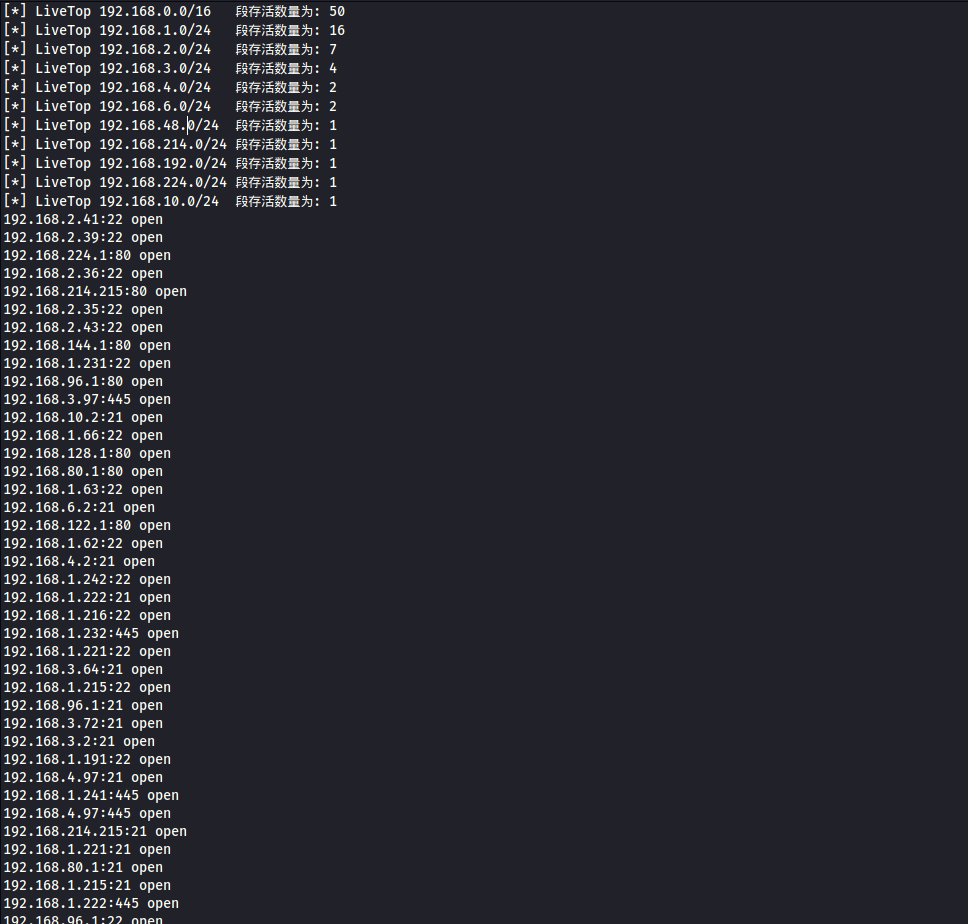 [*] LiveTop 192.168.0.0/16 段存活数量为: 50
[*] LiveTop 192.168.1.0/24 段存活数量为: 16
[*] LiveTop 192.168.2.0/24 段存活数量为: 7
[*] LiveTop 192.168.3.0/24 段存活数量为: 4
[*] LiveTop 192.168.4.0/24 段存活数量为: 2
[*] LiveTop 192.168.6.0/24 段存活数量为: 2
[*] LiveTop 192.168.48.0/24 段存活数量为: 1
[*] LiveTop 192.168.214.0/24 段存活数量为: 1
[*] LiveTop 192.168.192.0/24 段存活数量为: 1
[*] LiveTop 192.168.224.0/24 段存活数量为: 1
[*] LiveTop 192.168.10.0/24 段存活数量为: 1
192.168.2.41:22 open
192.168.2.39:22 open
192.168.224.1:80 open
192.168.2.36:22 open
192.168.214.215:80 open
192.168.2.35:22 open
192.168.2.43:22 open
192.168.144.1:80 open
192.168.1.231:22 open
192.168.96.1:80 open
192.168.3.97:445 open
192.168.10.2:21 open
192.168.1.66:22 open
192.168.128.1:80 open
192.168.80.1:80 open
192.168.1.63:22 open
192.168.6.2:21 open
192.168.122.1:80 open
192.168.1.62:22 open
192.168.4.2:21 open
192.168.1.242:22 open
192.168.1.222:21 open
192.168.1.216:22 open
192.168.1.232:445 open
192.168.1.221:22 open
192.168.3.64:21 open
192.168.1.215:22 open
192.168.96.1:21 open
192.168.3.72:21 open
192.168.3.2:21 open
192.168.1.191:22 open
192.168.4.97:21 open
192.168.1.241:445 open
192.168.4.97:445 open
192.168.214.215:21 open
192.168.1.221:21 open
192.168.80.1:21 open
192.168.1.215:21 open
192.168.1.222:445 open
192.168.96.1:22 open